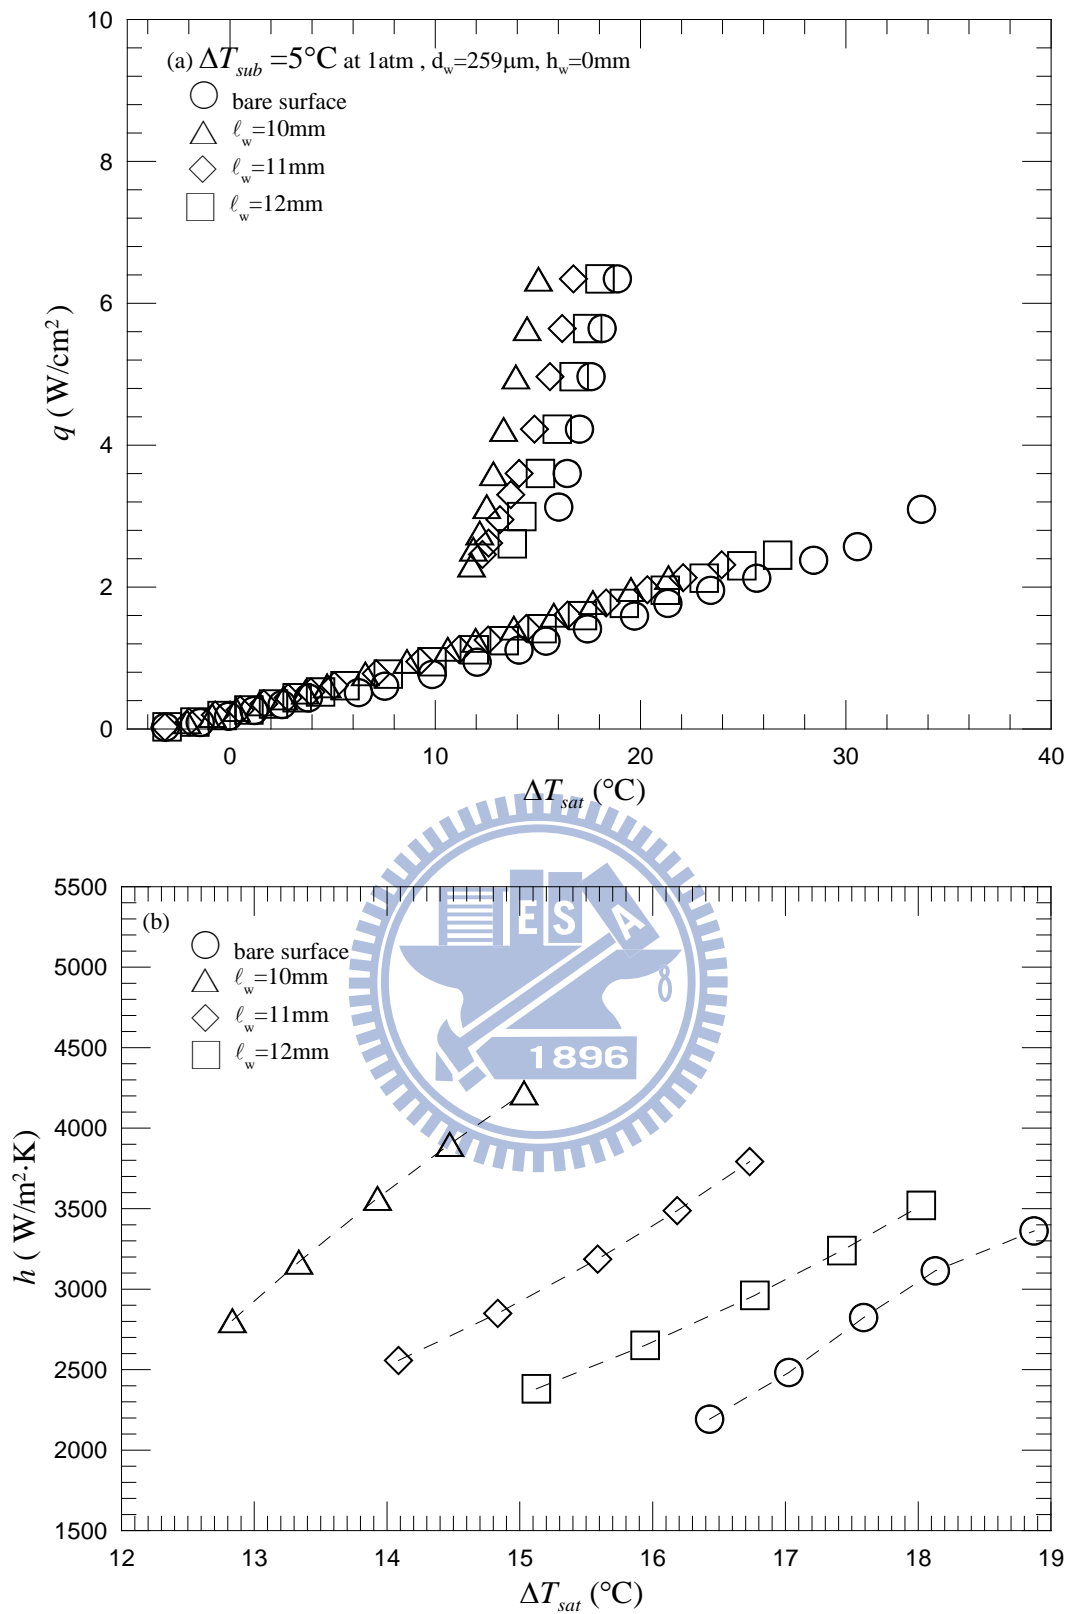 10
8
6
4
2
0
q ( W/cm²)
(a) ΔT_sub =5°C at 1atm , d_w=259μm, h_w=0mm
bare surface
ℓ_w=10mm
ℓ_w=11mm
ℓ_w=12mm
0 10 20 30 40
ΔT_sat (°C)
5500
5000
4500
4000
3500
3000
2500
2000
1500
h ( W/m²·K)
(b)
bare surface
ℓ_w=10mm
ℓ_w=11mm
ℓ_w=12mm
E S A
1896
12 13 14 15 16 17 18 19
ΔT_sat (°C)